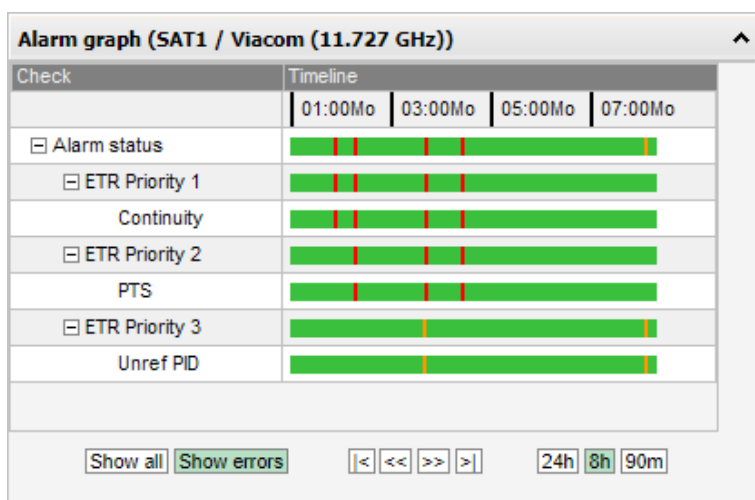 Alarm graph (SAT1 / Viacom (11.727 GHz))
Check Timeline
01:00Mo 03:00Mo 05:00Mo 07:00Mo
Alarm status
ETR Priority 1
Continuity
ETR Priority 2
PTS
ETR Priority 3
Unref PID
Show all Show errors |< << >> >| 24h 8h 90m